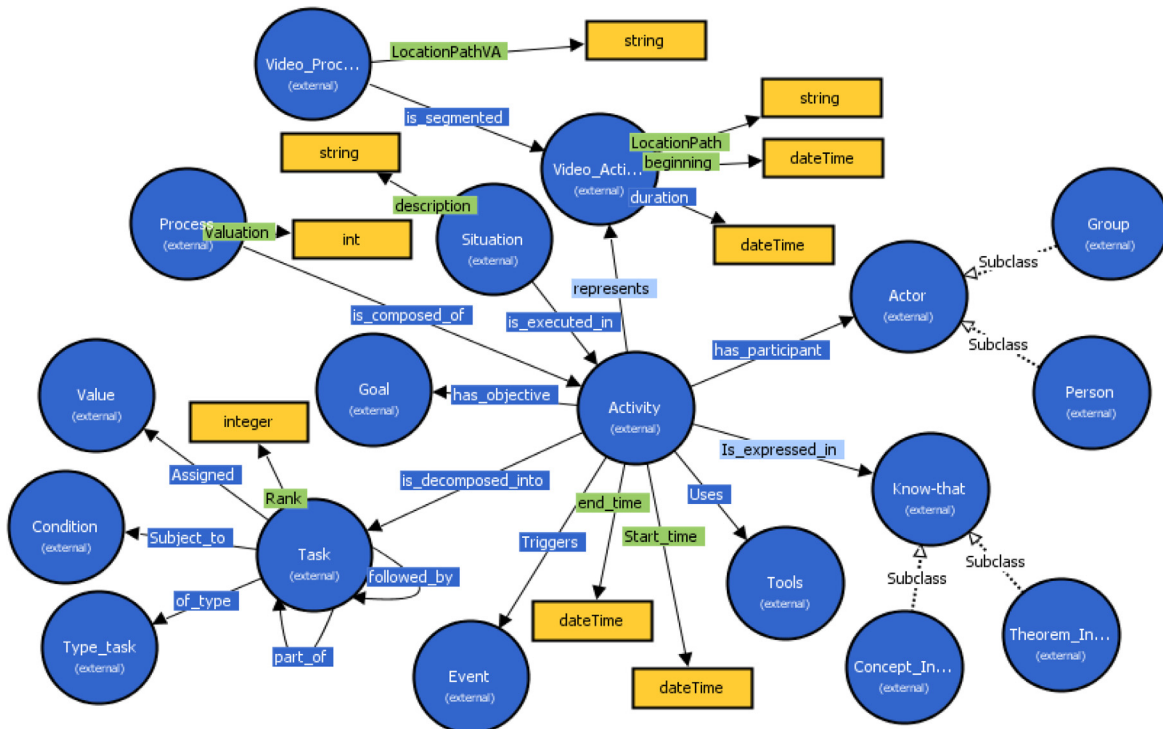 Video_Proc...
(external)
LocationPathVA
string
is_segmented
string
string
LocationPath
beginning
dateTime
Video_Acti...
(external)
duration
dateTime
description
Process
(external)
Valuation
int
Situation
(external)
Group
(external)
Subclass
Actor
(external)
represents
is_composed_of
is_executed_in
has_participant
Subclass
Person
(external)
Value
(external)
Goal
(external)
has_objective
Activity
(external)
integer
Is_expressed_in
Assigned
Rank
is_decomposed_into
Uses
Know-that
(external)
end_time
Condition
(external)
Subject_to
Triggers
Start_time
Task
(external)
followed_by
Subclass
Subclass
Tools
(external)
of_type
dateTime
Type_task
(external)
part_of
Theorem_In...
(external)
Event
(external)
dateTime
Concept_In...
(external)